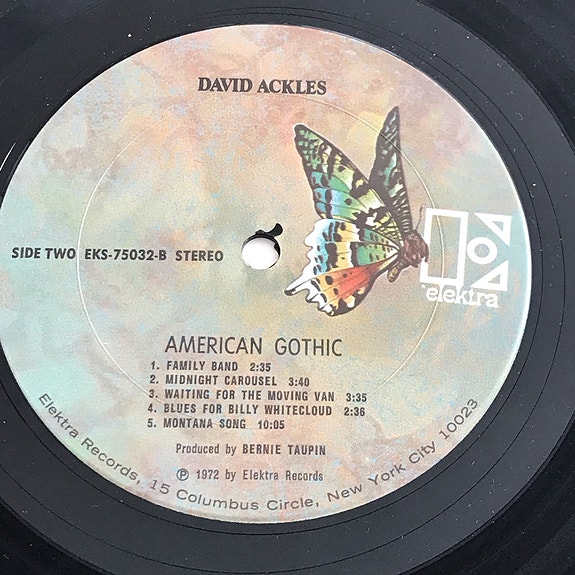 DAVID ACKLES
SIDE TWO EKS-75032-B STEREO
elektra
AMERICAN GOTHIC
1. FAMILY BAND 2:35
2. MIDNIGHT CAROUSEL 3:40
3. WAITING FOR THE MOVING VAN 3:35
4. BLUES FOR BILLY WHITECLOUD 2:36
5. MONTANA SONG 10:05
Produced by BERNIE TAUPIN
℗ 1972 by Elektra Records
Elektra Records, 15 Columbus Circle, New York City 10023